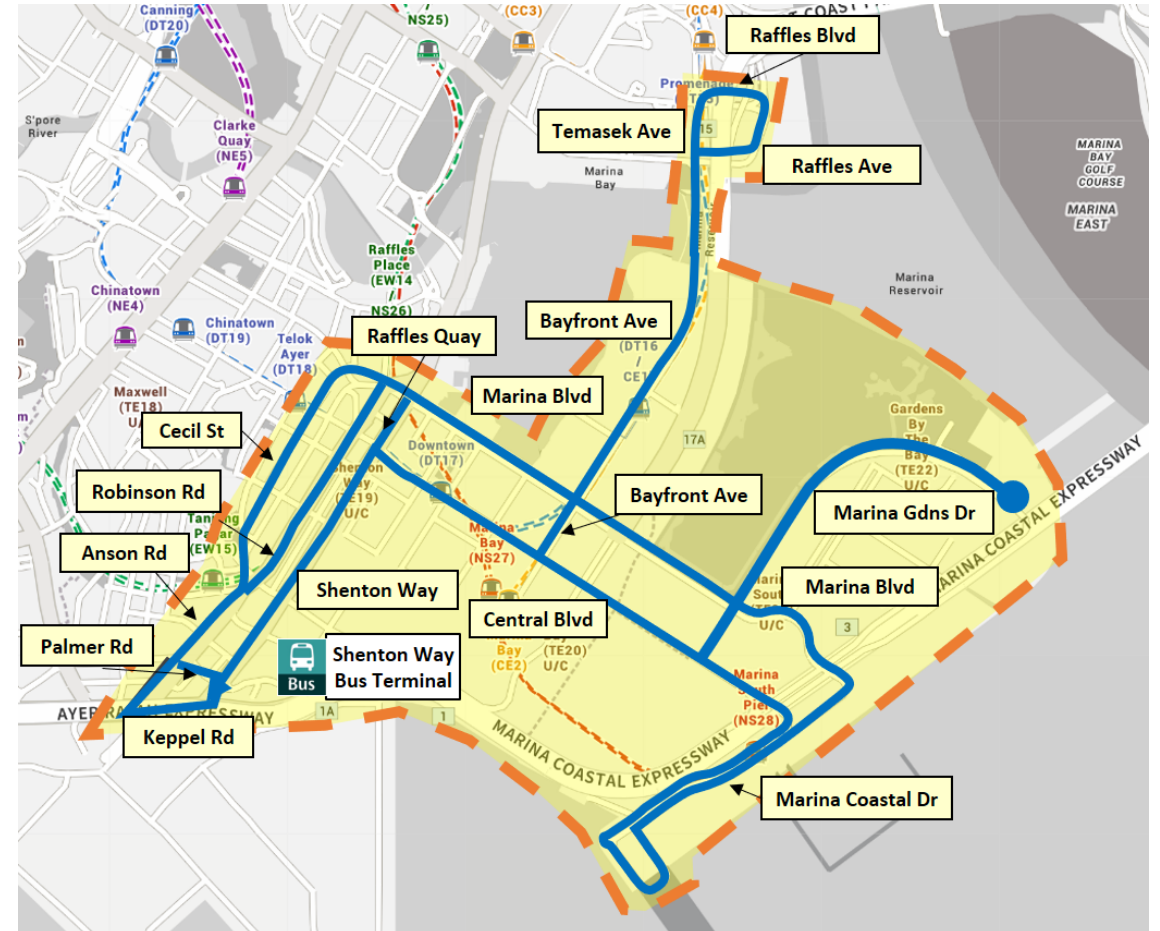 Canning
(DT20)
NS25)
(CC3)
(CC4)
T COAST PA
Raffles Blvd
S'pore
River
Clarke
Quay
(NE5)
Promenade
Temasek Ave
15
Raffles Ave
Marina
Bay
MARINA
BAY
GOLF
COURSE
MARINA
EAST
Raffles
Place
(EW14
NS26)
Marina
Reservoir
Chinatown
(NE4)
Chinatown
(DT19)
Telok
Ayer
(DT18)
Raffles Quay
Bayfront Ave
(DT16
/
CE1
Maxwell
(TE18)
U/C
Marina Blvd
Cecil St
Downtown
(DT17)
17A
Gardens
By
The
Bay
(TE22)
U/C
Shenton
Way
(TE19)
U/C
Robinson Rd
Bayfront Ave
Marina Gdns Dr
Tanjong
Pagar
(EW15)
Marina
Bay
(NS27)
Anson Rd
MARINA COASTAL EXPRESSWAY
Shenton Way
Marina Blvd
Central Blvd
U/C
3
Palmer Rd
Bus
Shenton Way
Bus Terminal
Bay
(CE2)
(TE20)
U/C
Marina
South
Pier
(NS28)
AYER RAJAH EXPRESSWAY
1A
1
Keppel Rd
MARINA COASTAL EXPRESSWAY
Marina Coastal Dr